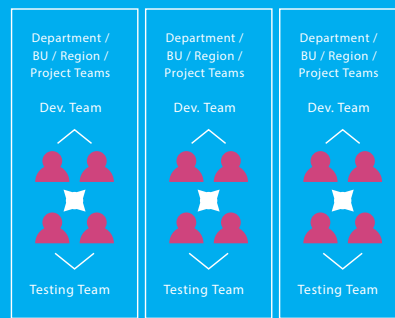 Department /
BU / Region /
Project Teams
Dev. Team
Testing Team
Department /
BU / Region /
Project Teams
Dev. Team
Testing Team
Department /
BU / Region /
Project Teams
Dev. Team
Testing Team